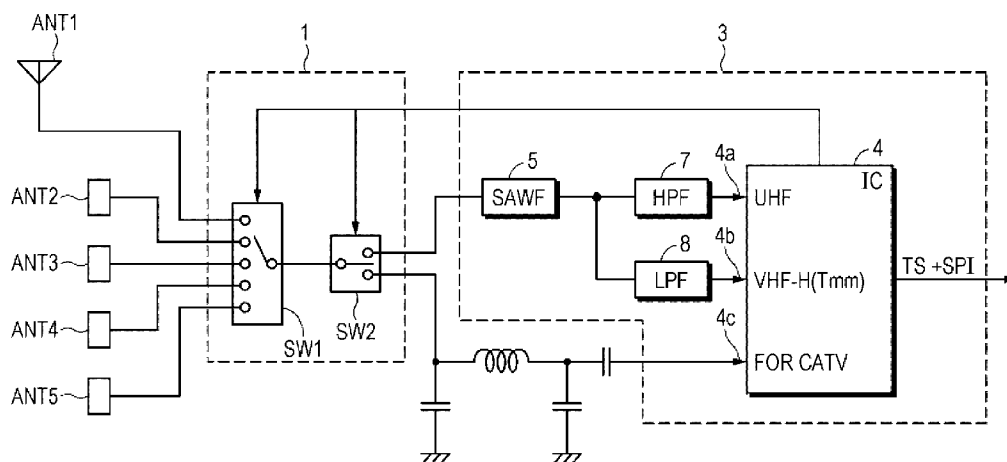 ANT1
1
3
ANT2
ANT3
ANT4
ANT5
SW1
SW2
5
SAWF
7
HPF
8
LPF
4a
4b
4c
4
IC
UHF
VHF-H(Tmm)
FOR CATV
TS +SPI